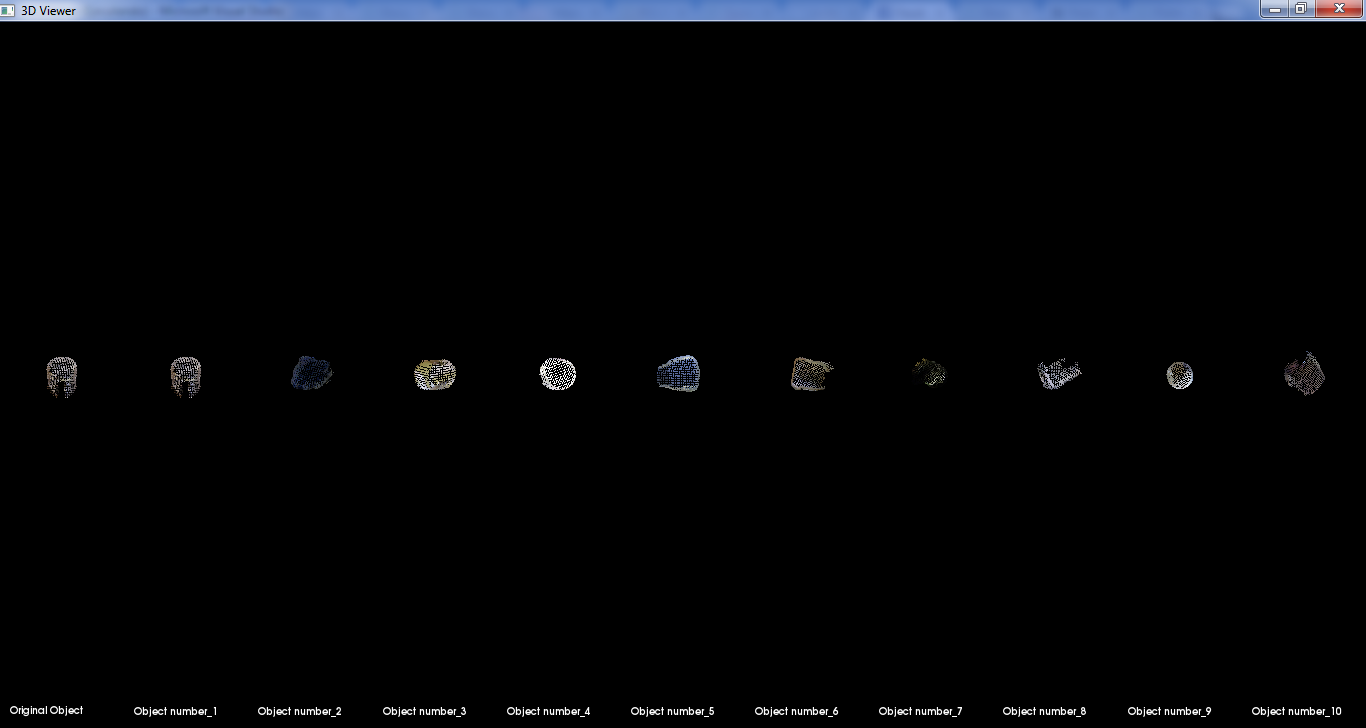 3D Viewer
Original Object
Object number_1
Object number_2
Object number_3
Object number_4
Object number_5
Object number_6
Object number_7
Object number_8
Object number_9
Object number_10